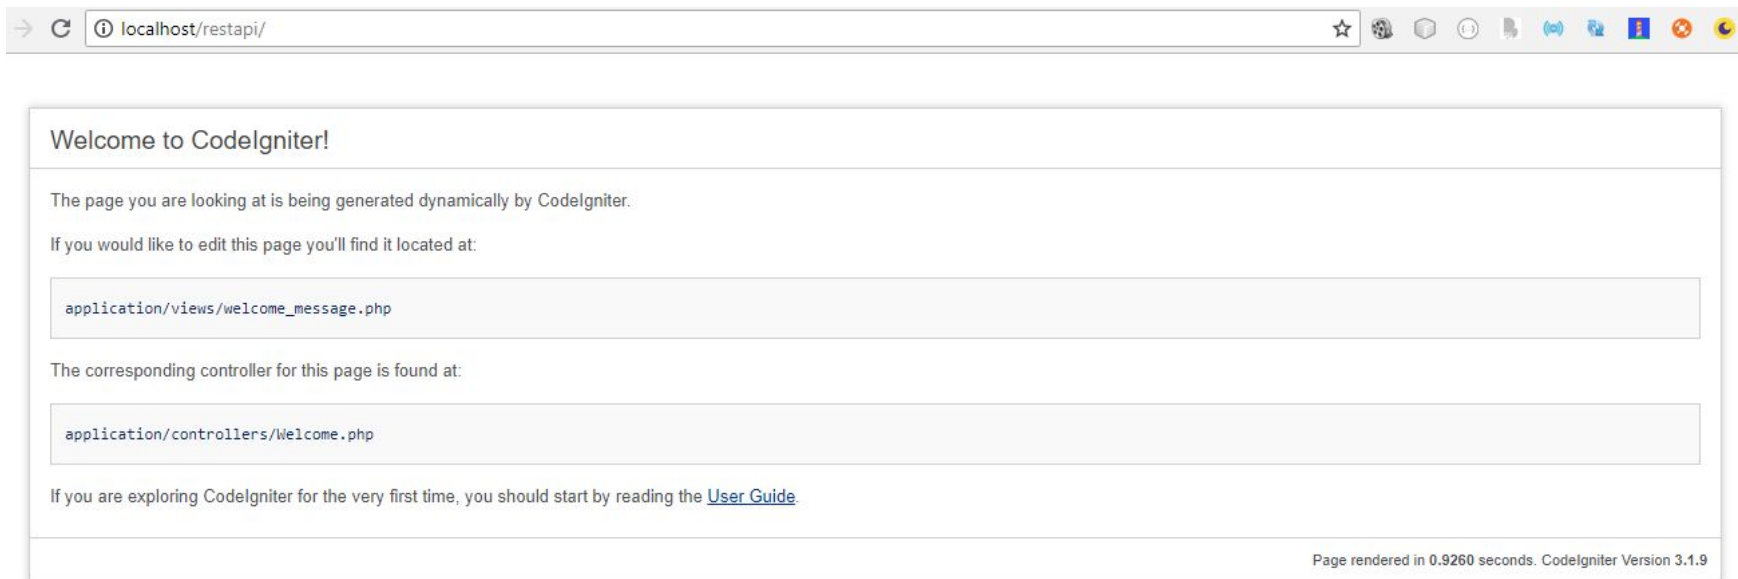 localhost/restapi/
Welcome to CodeIgniter!
The page you are looking at is being generated dynamically by CodeIgniter.
If you would like to edit this page you'll find it located at:
application/views/welcome_message.php
The corresponding controller for this page is found at:
application/controllers/Welcome.php
If you are exploring CodeIgniter for the very first time, you should start by reading the User Guide.
Page rendered in 0.9260 seconds. CodeIgniter Version 3.1.9